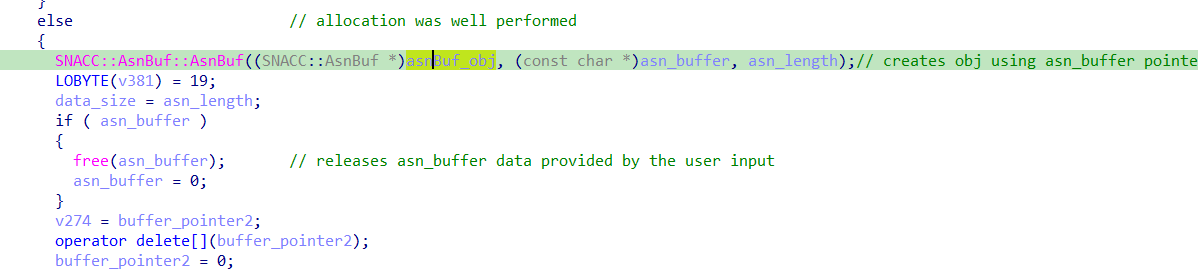 }
else // allocation was well performed
{
SNACC::AsnBuf::AsnBuf((SNACC::AsnBuf *)asnBuf_obj, (const char *)asn_buffer, asn_length);// creates obj using asn_buffer pointe
LOBYTE(v381) = 19;
data_size = asn_length;
if ( asn_buffer )
{
free(asn_buffer); // releases asn_buffer data provided by the user input
asn_buffer = 0;
}
v274 = buffer_pointer2;
operator delete[](buffer_pointer2);
buffer_pointer2 = 0;